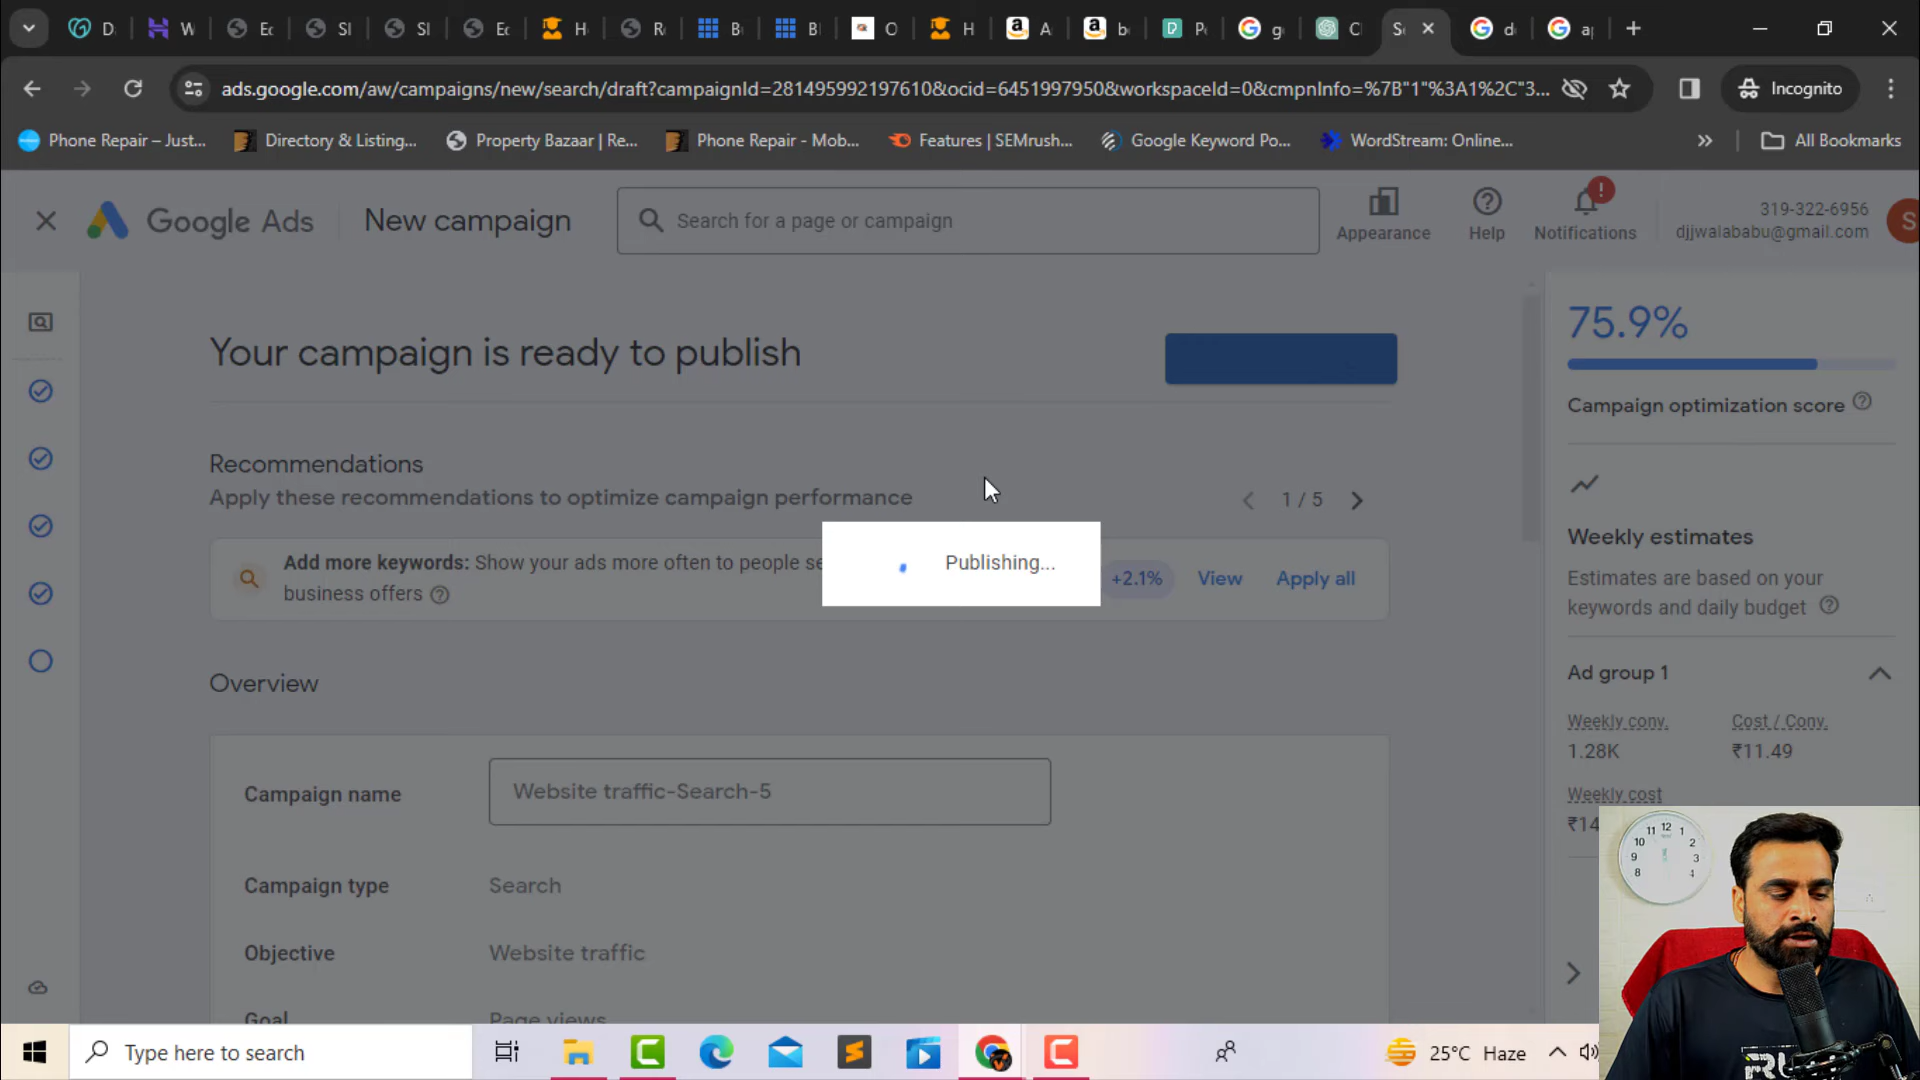 D
W
Ec
SI
SI
Ec
H
R
B
Bl
O
H
A
b
P
g
C
S
d
a
ads.google.com/aw/campaigns/new/search/draft?campaignId=281495992197610&ocid=6451997950&workspaceId=0&cmpnInfo=%7B"1"%3A1%2C"3...
Incognito
Phone Repair – Just...
Directory & Listing...
Property Bazaar | Re...
Phone Repair - Mob...
Features | SEMrush...
Google Keyword Po...
WordStream: Online...
All Bookmarks
Google Ads
New campaign
Search for a page or campaign
Appearance
Help
Notifications
319-322-6956
djjwalababu@gmail.com
S
Your campaign is ready to publish
75.9%
Campaign optimization score
Recommendations
Apply these recommendations to optimize campaign performance
1 / 5
Add more keywords: Show your ads more often to people se
business offers
+2.1%
View
Apply all
Publishing...
Weekly estimates
Estimates are based on your
keywords and daily budget
Overview
Ad group 1
Weekly conv.
Cost / Conv.
1.28K
₹11.49
Weekly cost
₹14
Campaign name
Website traffic-Search-5
Campaign type
Search
Objective
Website traffic
Goal
Page views
Type here to search
25°C Haze